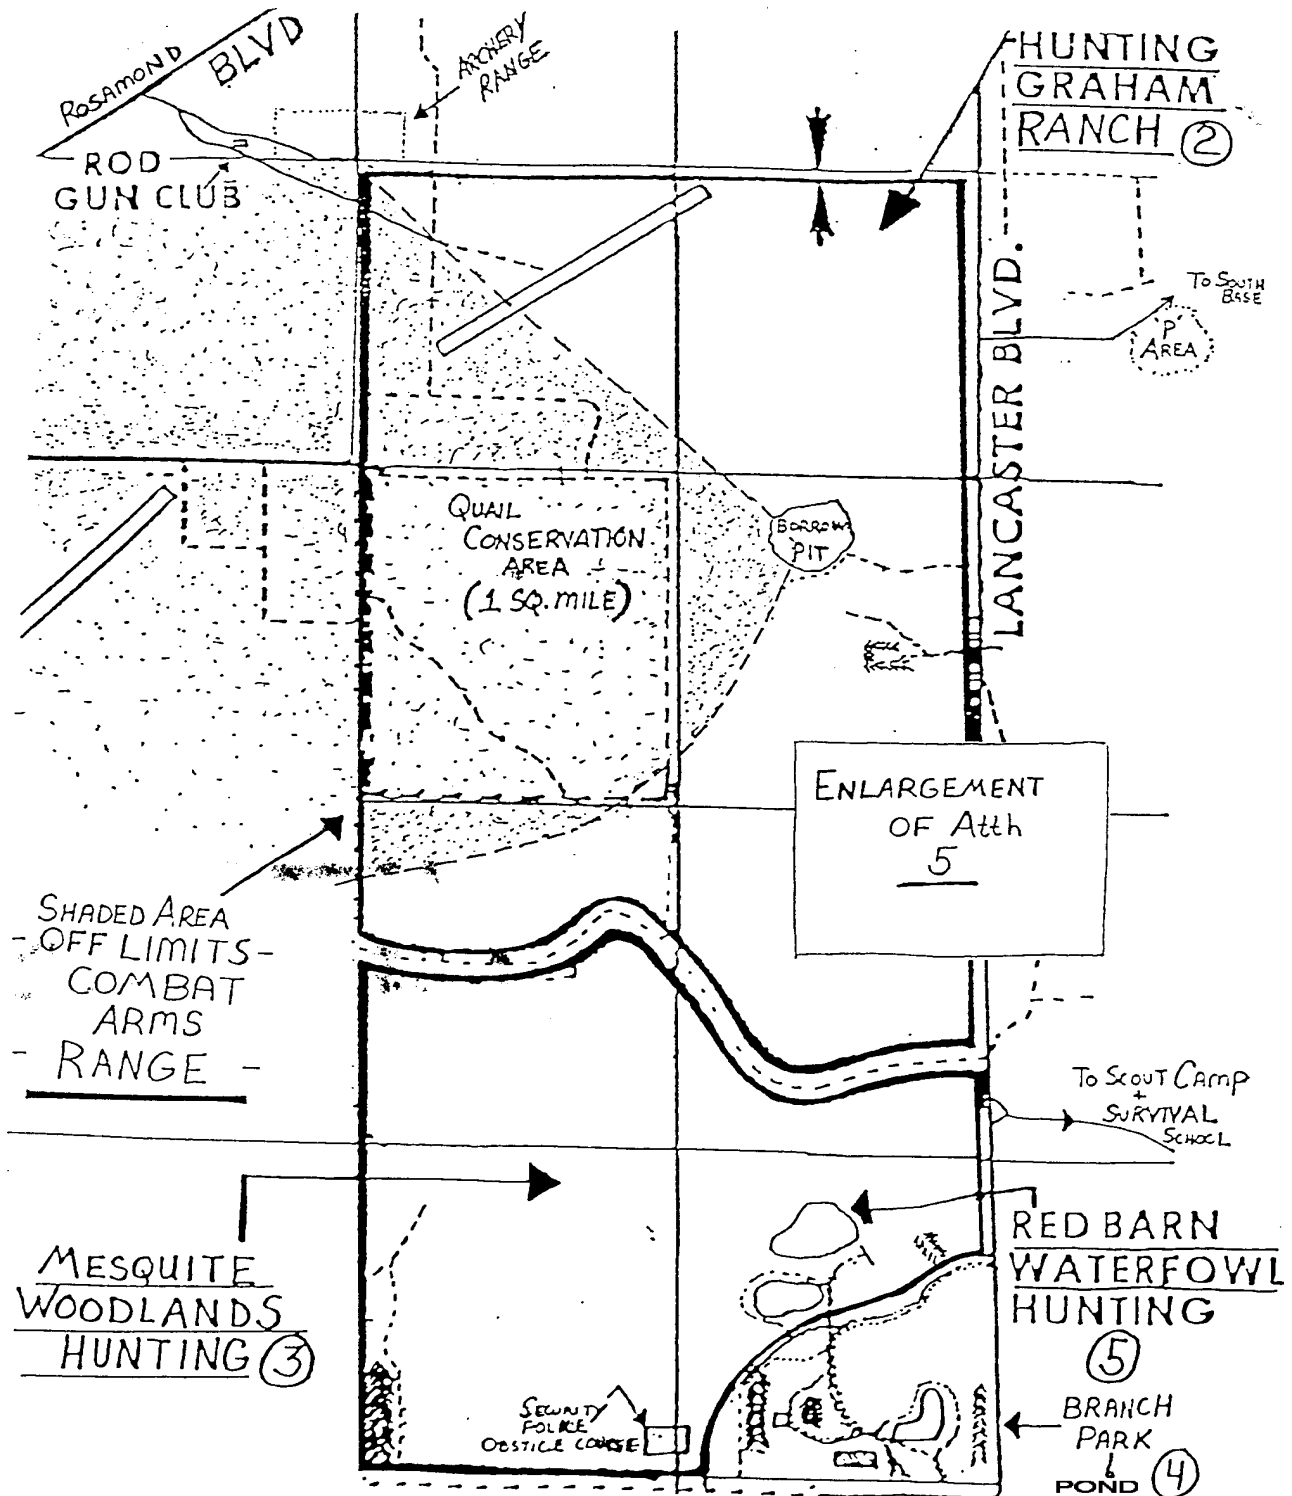 ROSAMOND BLVD
ARCHERY
RANGE
HUNTING
GRAHAM
RANCH 2
ROD
GUN CLUB
LANCASTER BLVD.
TO SOUTH
BASE
'P'
AREA
QUAIL
CONSERVATION
AREA
(1 SQ. MILE)
BORROW
PIT
ENLARGEMENT
OF Atth
5
SHADED AREA
- OFF LIMITS -
COMBAT
ARMS
- RANGE -
TO SCOUT CAMP
+
SURVIVAL
SCHOOL
MESQUITE
WOODLANDS
HUNTING 3
RED BARN
WATERFOWL
HUNTING
5
SECURITY
POLICE
OBSTICE COURSE
BRANCH
PARK
&
POND 4